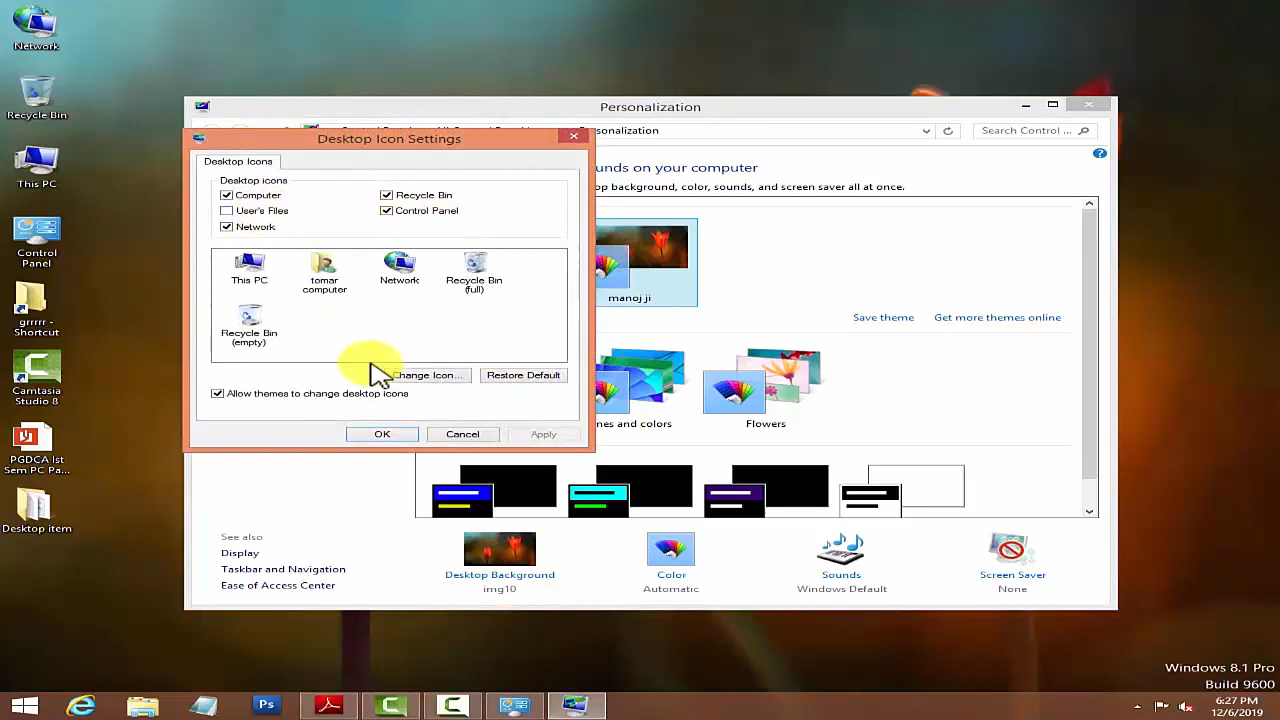 Network
Recycle Bin
This PC
Control
Panel
grrrrr -
Shortcut
Camtasia
Studio 8
PGDCA Ist
Sem PC Pa...
Desktop item
Personalization
Personalization
Search Control ...
Desktop Icon Settings
Desktop Icons
Desktop icons
Computer
Recycle Bin
User's Files
Control Panel
Network
This PC
tomar
computer
Network
Recycle Bin
(full)
Recycle Bin
(empty)
Change Icon...
Restore Default
Allow themes to change desktop icons
OK
Cancel
Apply
unds on your computer
p background, color, sounds, and screen saver all at once.
manoj ji
Save theme
Get more themes online
nes and colors
Flowers
See also
Display
Taskbar and Navigation
Ease of Access Center
Desktop Background
img10
Color
Automatic
Sounds
Windows Default
Screen Saver
None
Windows 8.1 Pro
Build 9600
Ps
6:27 PM
12/6/2019